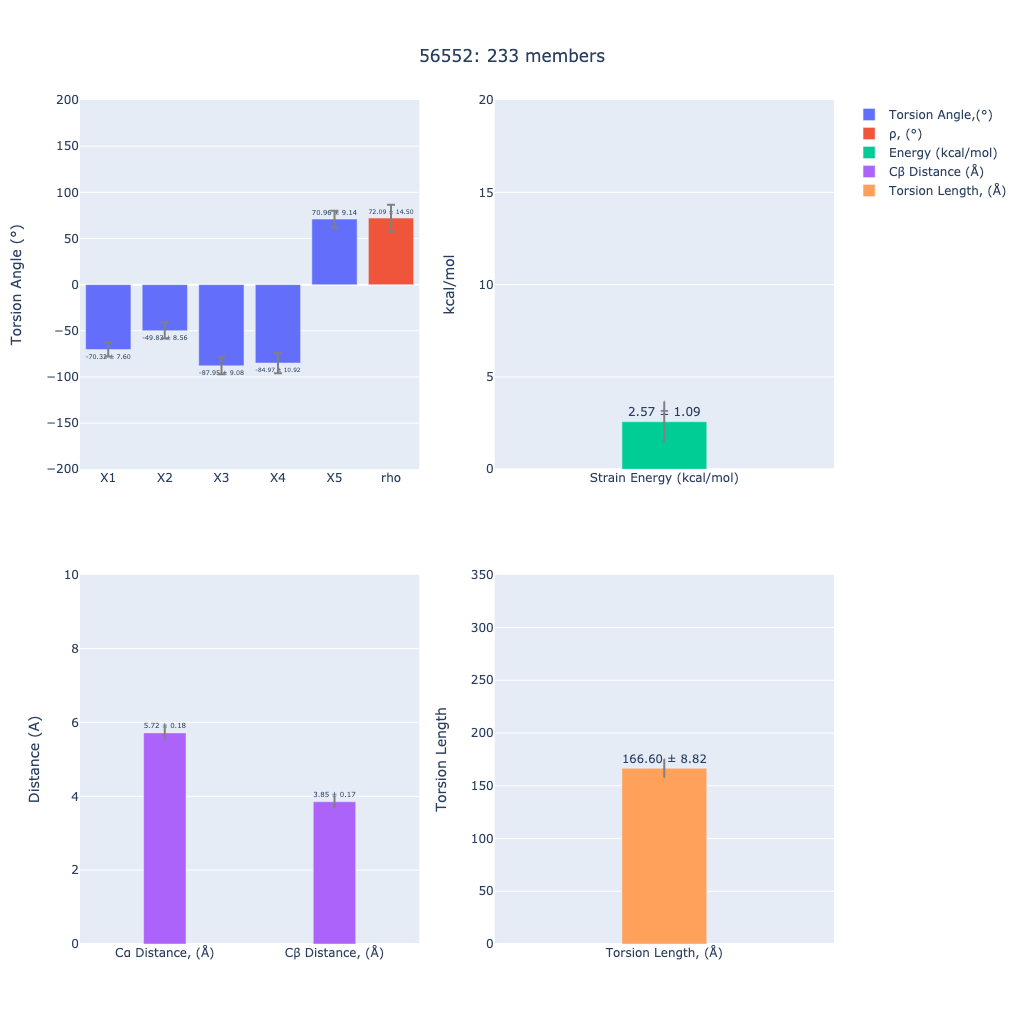 56552: 233 members
Torsion Angle (°)
200
150
100
50
0
−50
−100
−150
−200
-70.32 ± 7.60
-49.83 ± 8.56
-87.95 ± 9.08
-84.97 ± 10.92
70.96 ± 9.14
72.09 ± 14.50
X1 X2 X3 X4 X5 rho
kcal/mol
20
15
10
5
0
2.57 ± 1.09
Strain Energy (kcal/mol)
Torsion Angle,(°)
ρ, (°)
Energy (kcal/mol)
Cβ Distance (Å)
Torsion Length, (Å)
Distance (A)
10
8
6
4
2
0
5.72 ± 0.18
3.85 ± 0.17
Cα Distance, (Å) Cβ Distance, (Å)
Torsion Length
350
300
250
200
150
100
50
0
166.60 ± 8.82
Torsion Length, (Å)